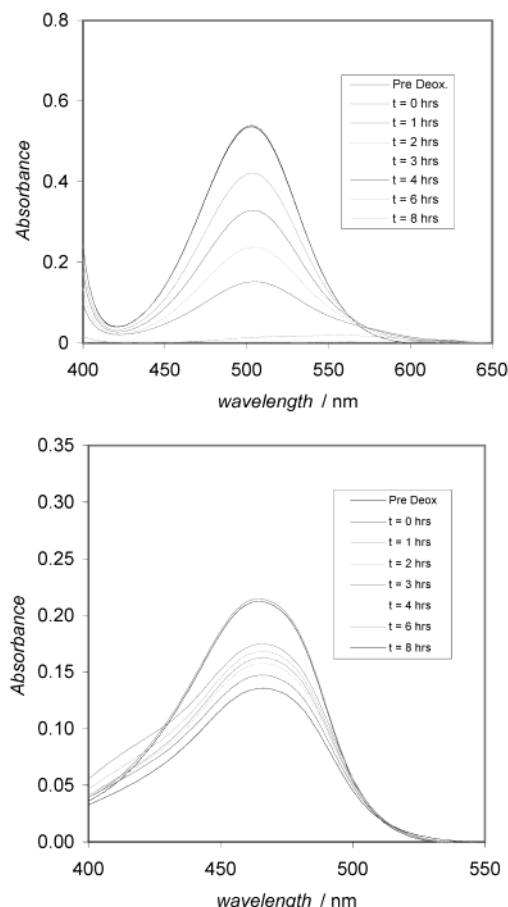 0.8
0.6
0.4
0.2
0
Absorbance
Pre Deox.
t = 0 hrs
t = 1 hrs
t = 2 hrs
t = 3 hrs
t = 4 hrs
t = 6 hrs
t = 8 hrs
400 450 500 550 600 650
wavelength / nm
0.35
0.30
0.25
0.20
0.15
0.10
0.05
0.00
Absorbance
Pre Deox
t = 0 hrs
t = 1 hrs
t = 2 hrs
t = 3 hrs
t = 4 hrs
t = 6 hrs
t = 8 hrs
400 450 500 550
wavelength / nm